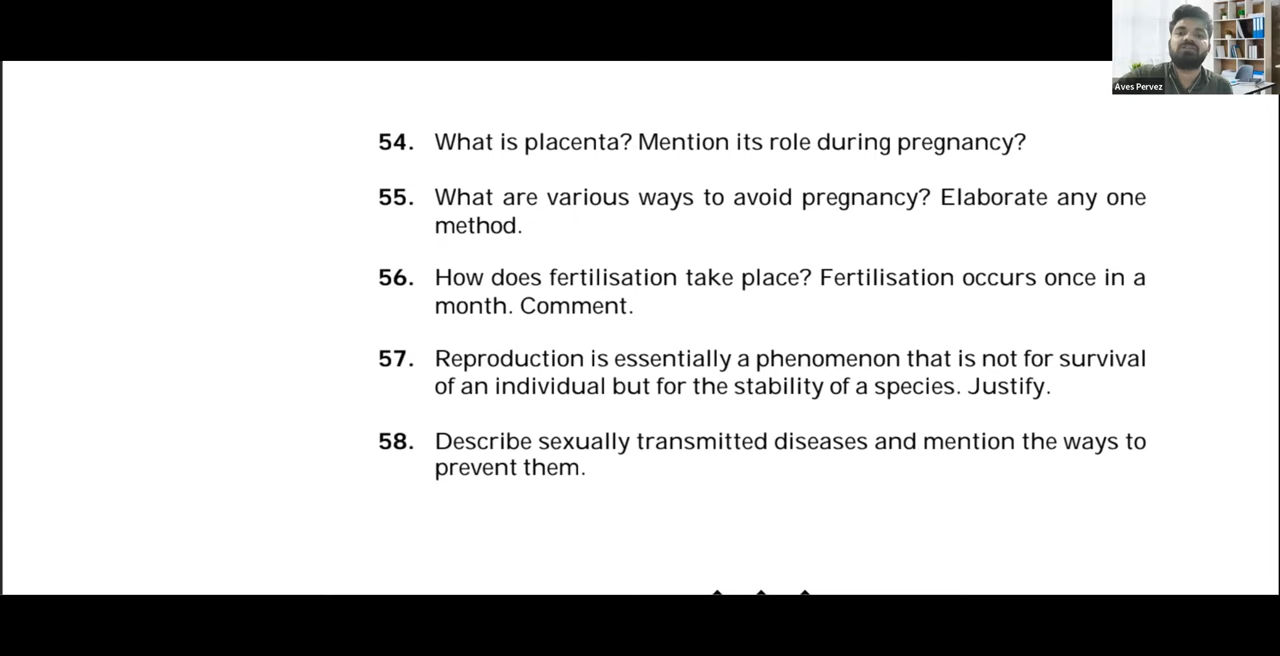 Aves Pervez
54. What is placenta? Mention its role during pregnancy?
55. What are various ways to avoid pregnancy? Elaborate any one
method.
56. How does fertilisation take place? Fertilisation occurs once in a
month. Comment.
57. Reproduction is essentially a phenomenon that is not for survival
of an individual but for the stability of a species. Justify.
58. Describe sexually transmitted diseases and mention the ways to
prevent them.